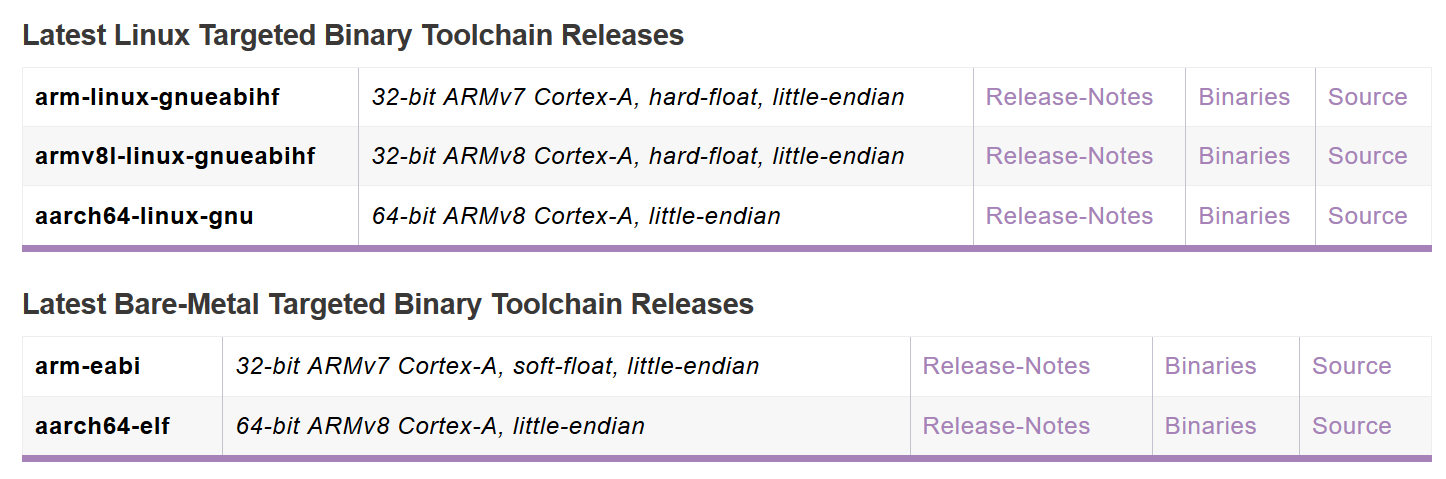 Latest Linux Targeted Binary Toolchain Releases
arm-linux-gnueabihf 32-bit ARMv7 Cortex-A, hard-float, little-endian Release-Notes Binaries Source
armv8l-linux-gnueabihf 32-bit ARMv8 Cortex-A, hard-float, little-endian Release-Notes Binaries Source
aarch64-linux-gnu 64-bit ARMv8 Cortex-A, little-endian Release-Notes Binaries Source
Latest Bare-Metal Targeted Binary Toolchain Releases
arm-eabi 32-bit ARMv7 Cortex-A, soft-float, little-endian Release-Notes Binaries Source
aarch64-elf 64-bit ARMv8 Cortex-A, little-endian Release-Notes Binaries Source